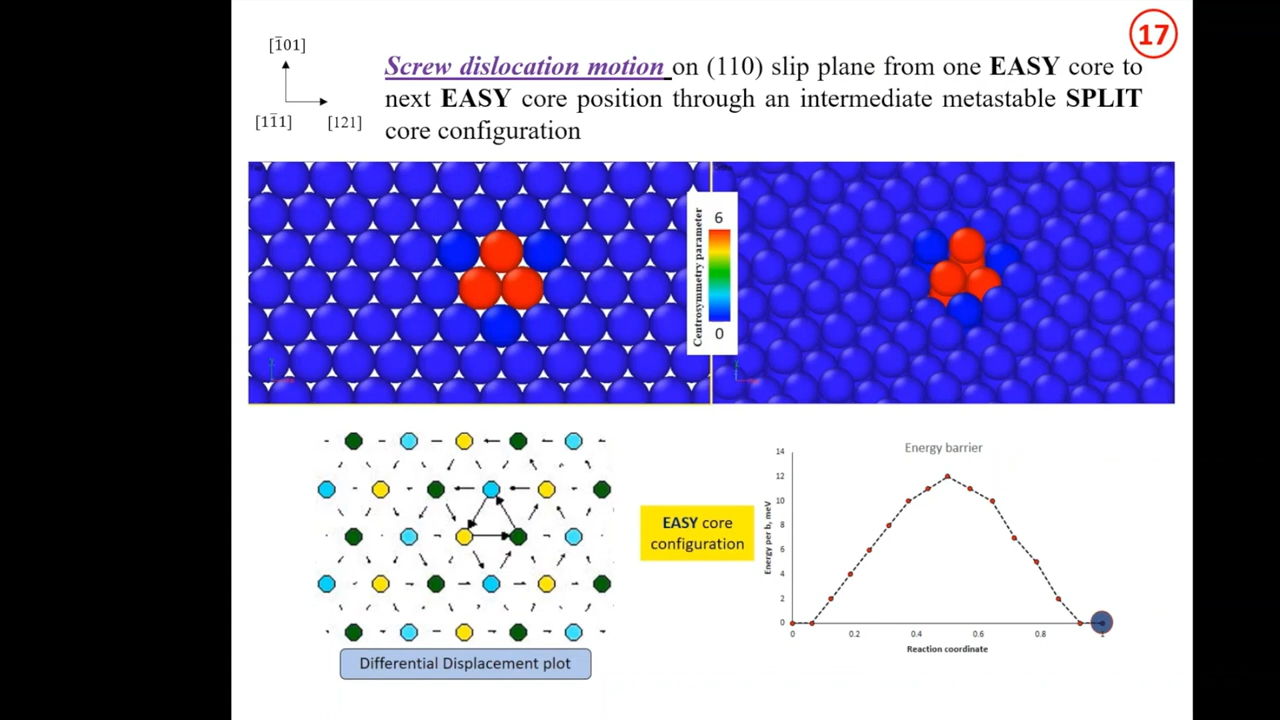 17
[1̄01]
[11̄1]
[121]
Screw dislocation motion on (110) slip plane from one EASY core to
next EASY core position through an intermediate metastable SPLIT
core configuration
Centrosymmetry parameter
6
0
EASY core
configuration
Differential Displacement plot
Energy barrier
Energy per b, meV
14
12
10
8
6
4
2
0
0
0.2
0.4
0.6
0.8
1
Reaction coordinate